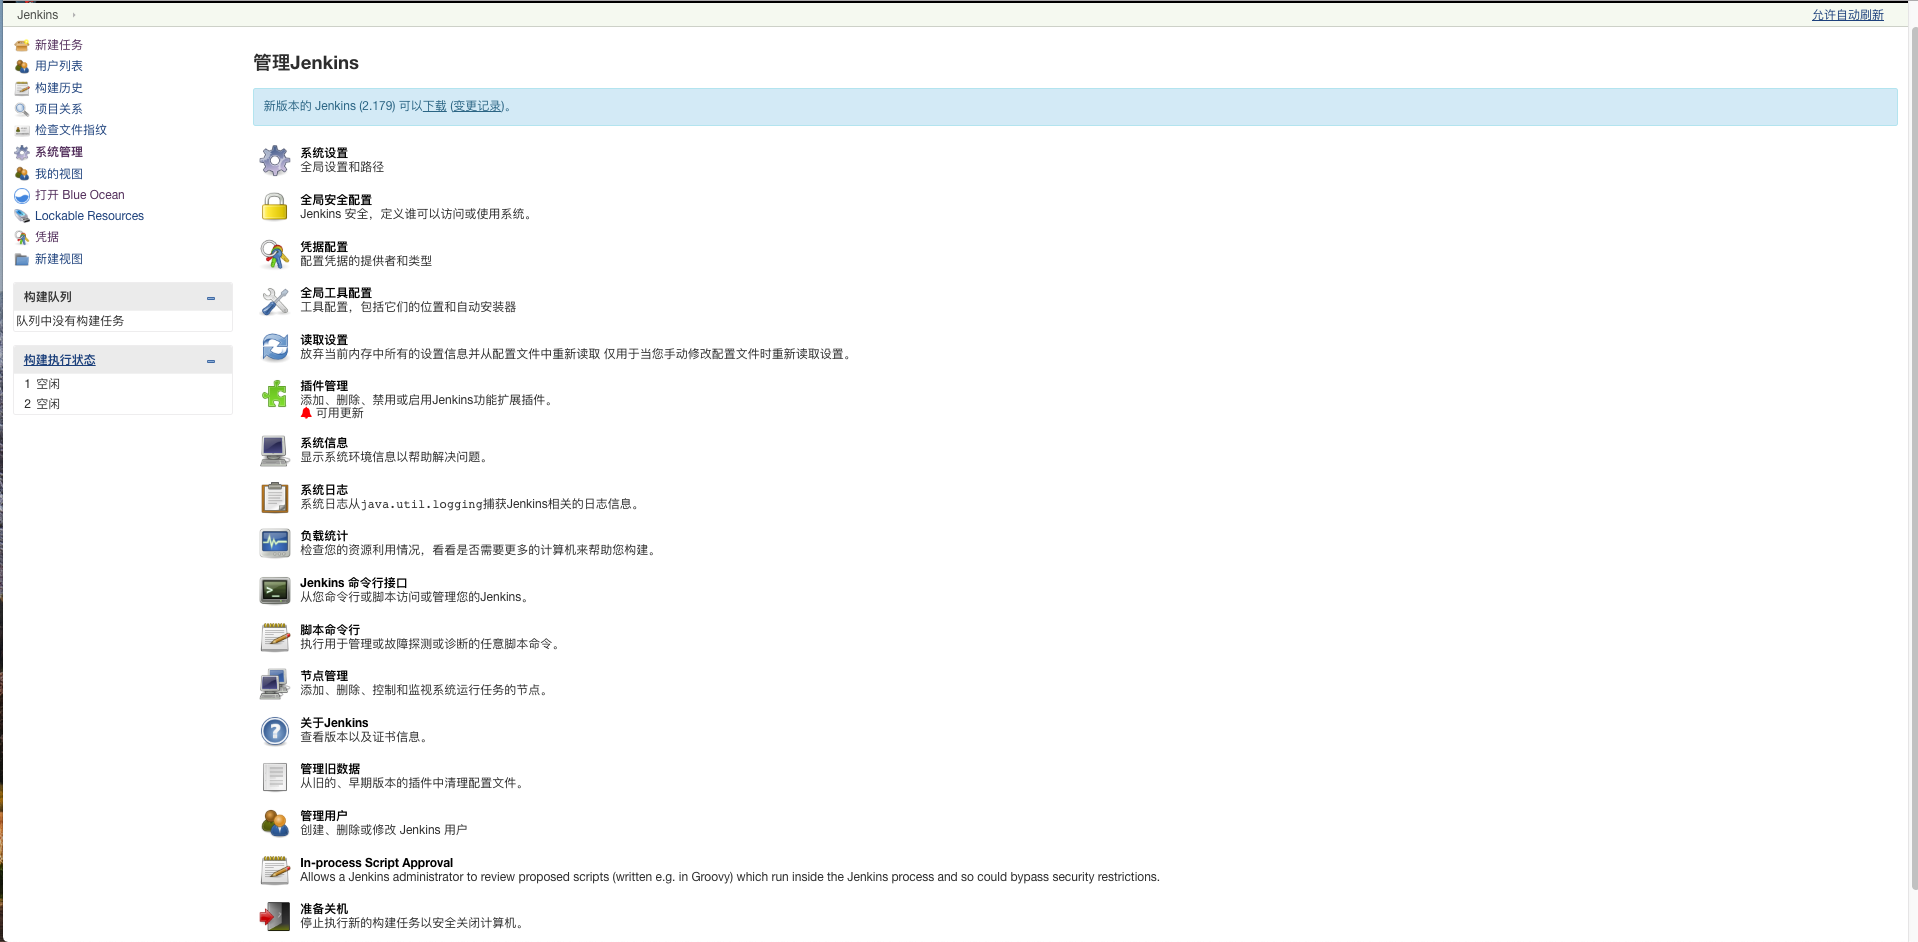 Jenkins
允许自动刷新
新建任务
用户列表
构建历史
项目关系
检查文件指纹
系统管理
我的视图
打开 Blue Ocean
Lockable Resources
凭据
新建视图
构建队列
队列中没有构建任务
构建执行状态
1 空闲
2 空闲
管理Jenkins
新版本的 Jenkins (2.179) 可以下载 (变更记录)。
系统设置
全局设置和路径
全局安全配置
Jenkins 安全，定义谁可以访问或使用系统。
凭据配置
配置凭据的提供者和类型
全局工具配置
工具配置，包括它们的位置和自动安装器
读取设置
放弃当前内存中所有的设置信息并从配置文件中重新读取 仅用于当您手动修改配置文件时重新读取设置。
插件管理
添加、删除、禁用或启用Jenkins功能扩展插件。
可用更新
系统信息
显示系统环境信息以帮助解决问题。
系统日志
系统日志从java.util.logging捕获Jenkins相关的日志信息。
负载统计
检查您的资源利用情况，看看是否需要更多的计算机来帮助您构建。
Jenkins 命令行接口
从您命令行或脚本访问或管理您的Jenkins。
脚本命令行
执行用于管理或故障探测或诊断的任意脚本命令。
节点管理
添加、删除、控制和监视系统运行任务的节点。
关于Jenkins
查看版本以及证书信息。
管理旧数据
从旧的、早期版本的插件中清理配置文件。
管理用户
创建、删除或修改 Jenkins 用户
In-process Script Approval
Allows a Jenkins administrator to review proposed scripts (written e.g. in Groovy) which run inside the Jenkins process and so could bypass security restrictions.
准备关机
停止执行新的构建任务以安全关闭计算机。